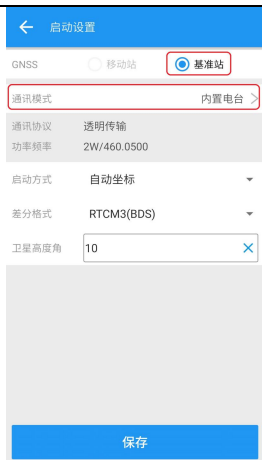 启动设置
GNSS 移动站 基准站
通讯模式 内置电台
通讯协议 透明传输
功率频率 2W/460.0500
启动方式 自动坐标
差分格式 RTCM3(BDS)
卫星高度角 10
保存